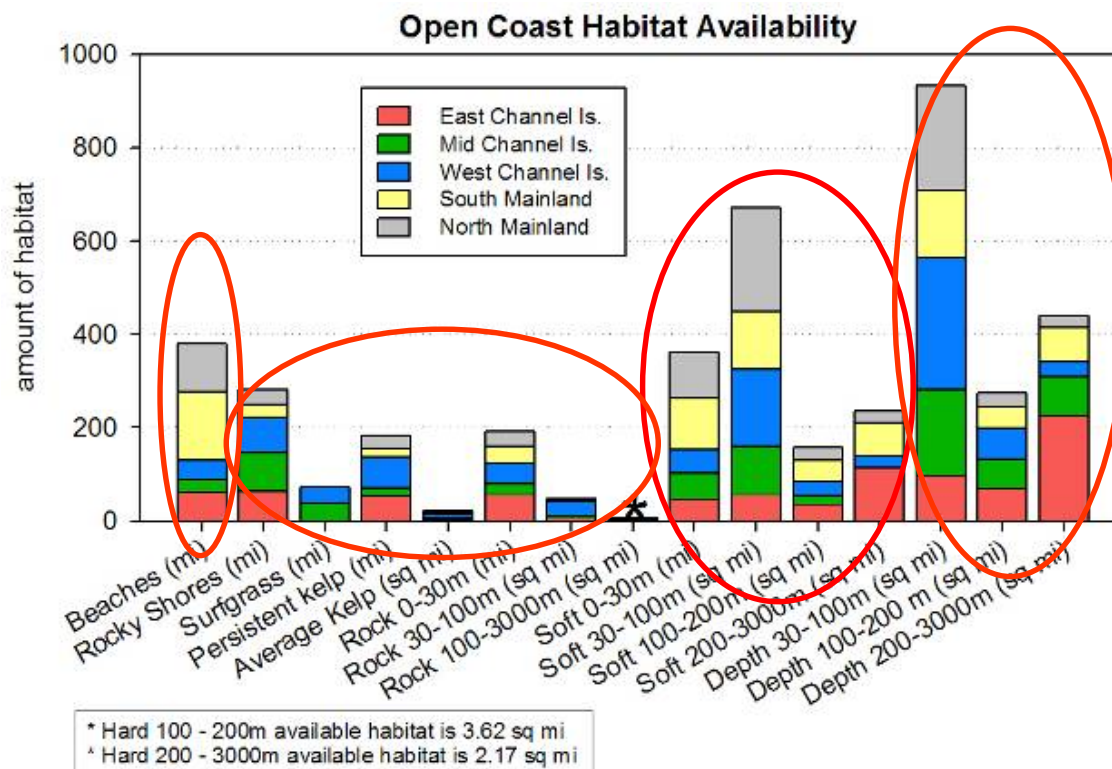 Open Coast Habitat Availability
1000
800
600
400
200
0
amount of habitat
East Channel Is.
Mid Channel Is.
West Channel Is.
South Mainland
North Mainland
Beaches (mi)
Rocky Shores (mi)
Surfgrass (mi)
Persistent kelp (mi)
Average Kelp (sq mi)
Rock 0-30m (mi)
Rock 30-100m (sq mi)
Rock 100-3000m (sq mi)
Soft 0-30m (mi)
Soft 30-100m (sq mi)
Soft 100-200m (sq mi)
Soft 200-3000m (sq mi)
Depth 30-100m (sq mi)
Depth 100-200 m (sq mi)
Depth 200-3000m (sq mi)
*
* Hard 100 - 200m available habitat is 3.62 sq mi
^ Hard 200 - 3000m available habitat is 2.17 sq mi